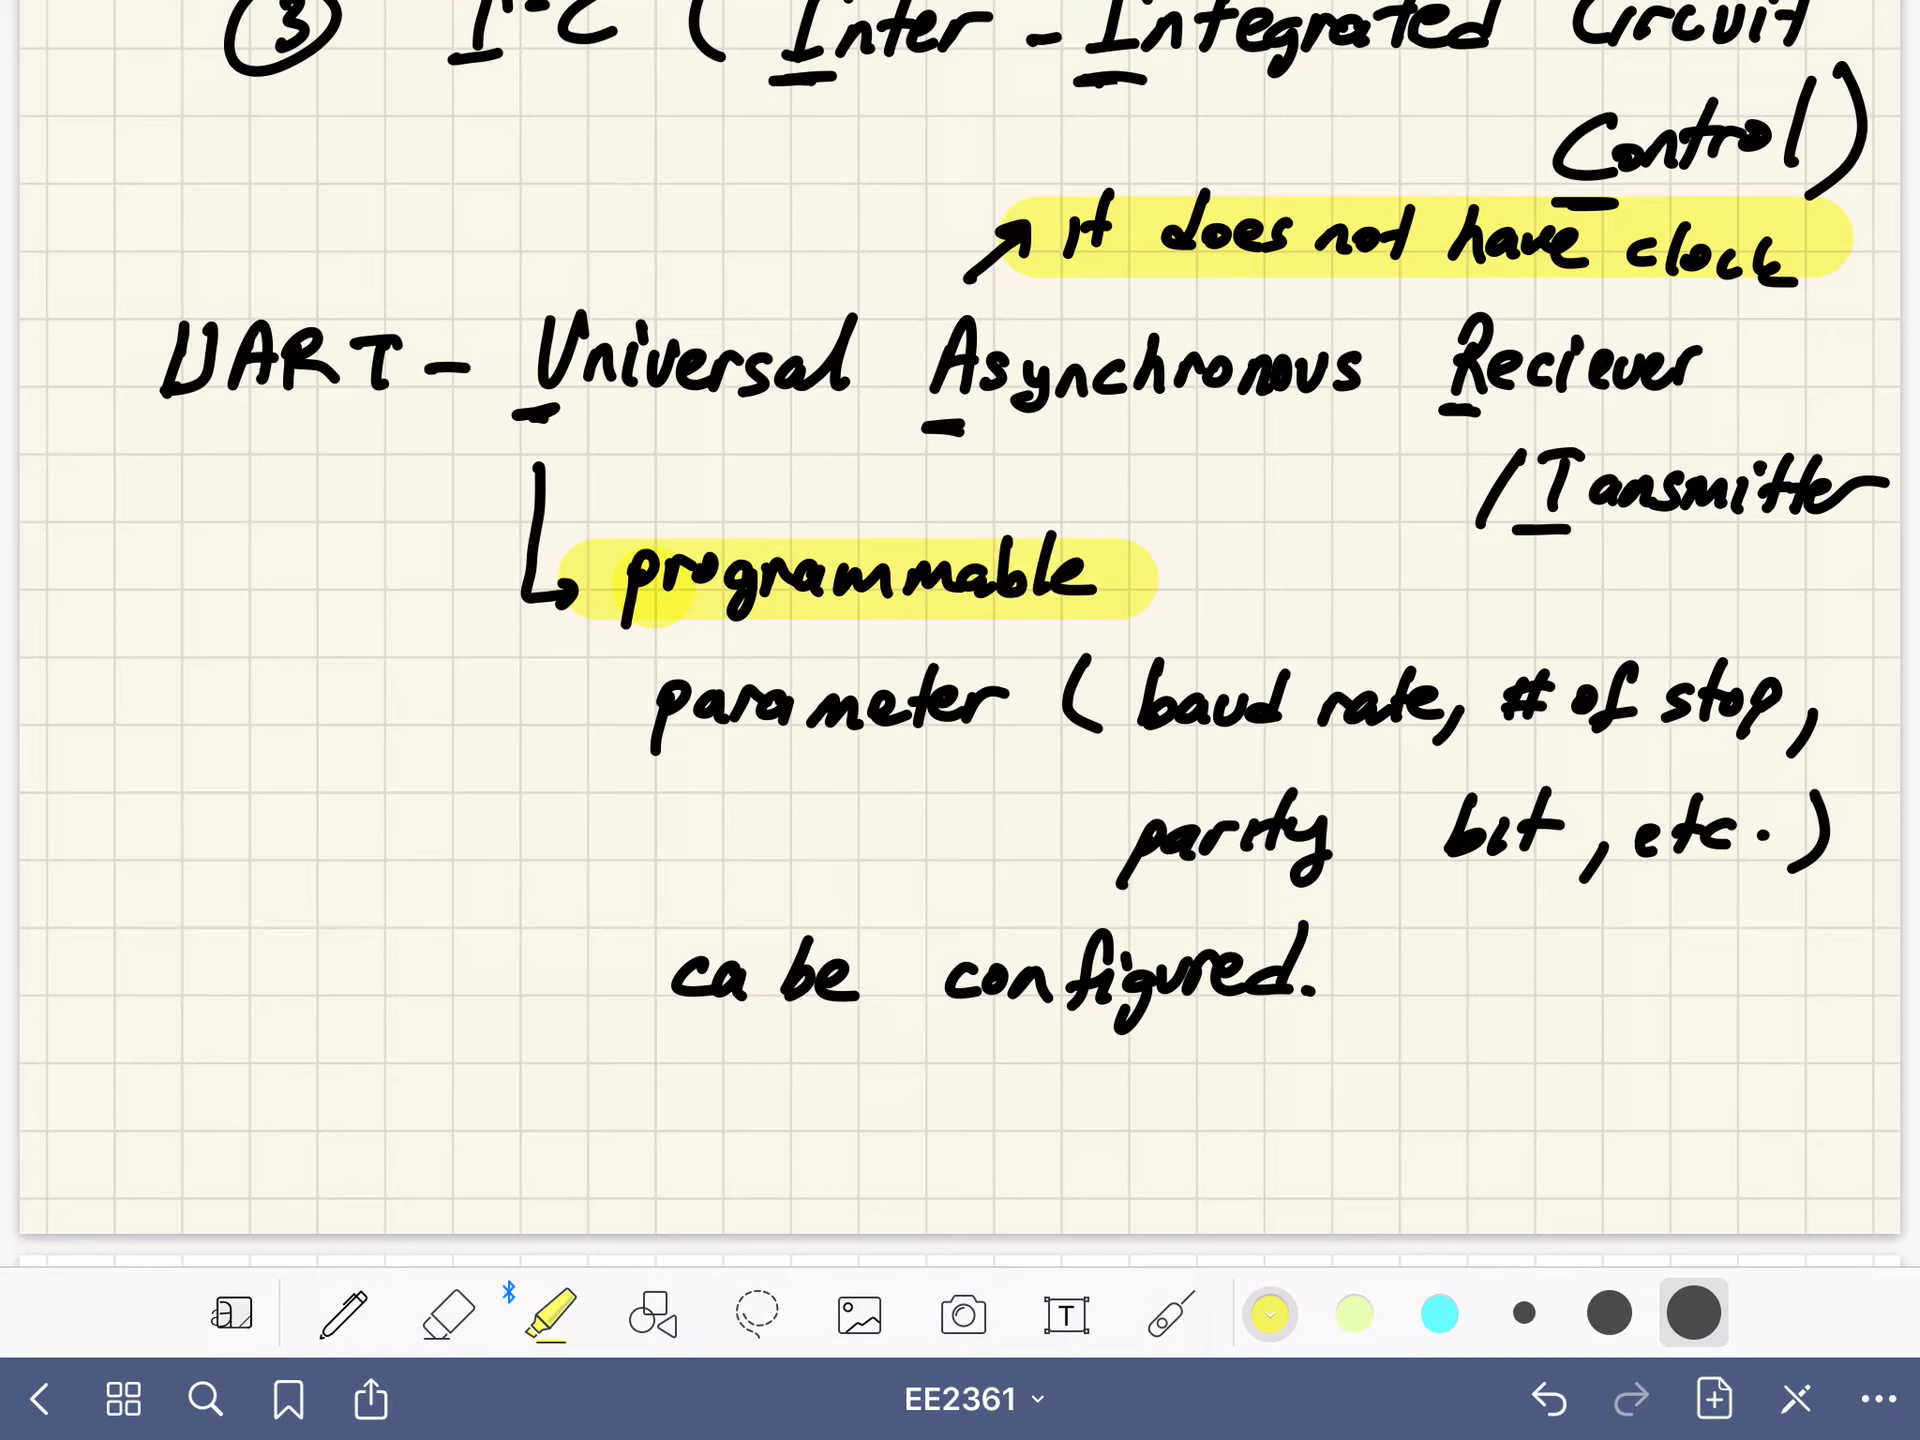 ③ I²C ( Inter - Integrated Circuit
Control )
↗ it does not have clock
UART - Universal Asynchronous Reciever
/ Tansmitter
↳ programmable
parameter ( baud rate, # of stop,
parity bit, etc. )
ca be configured.
T
EE2361